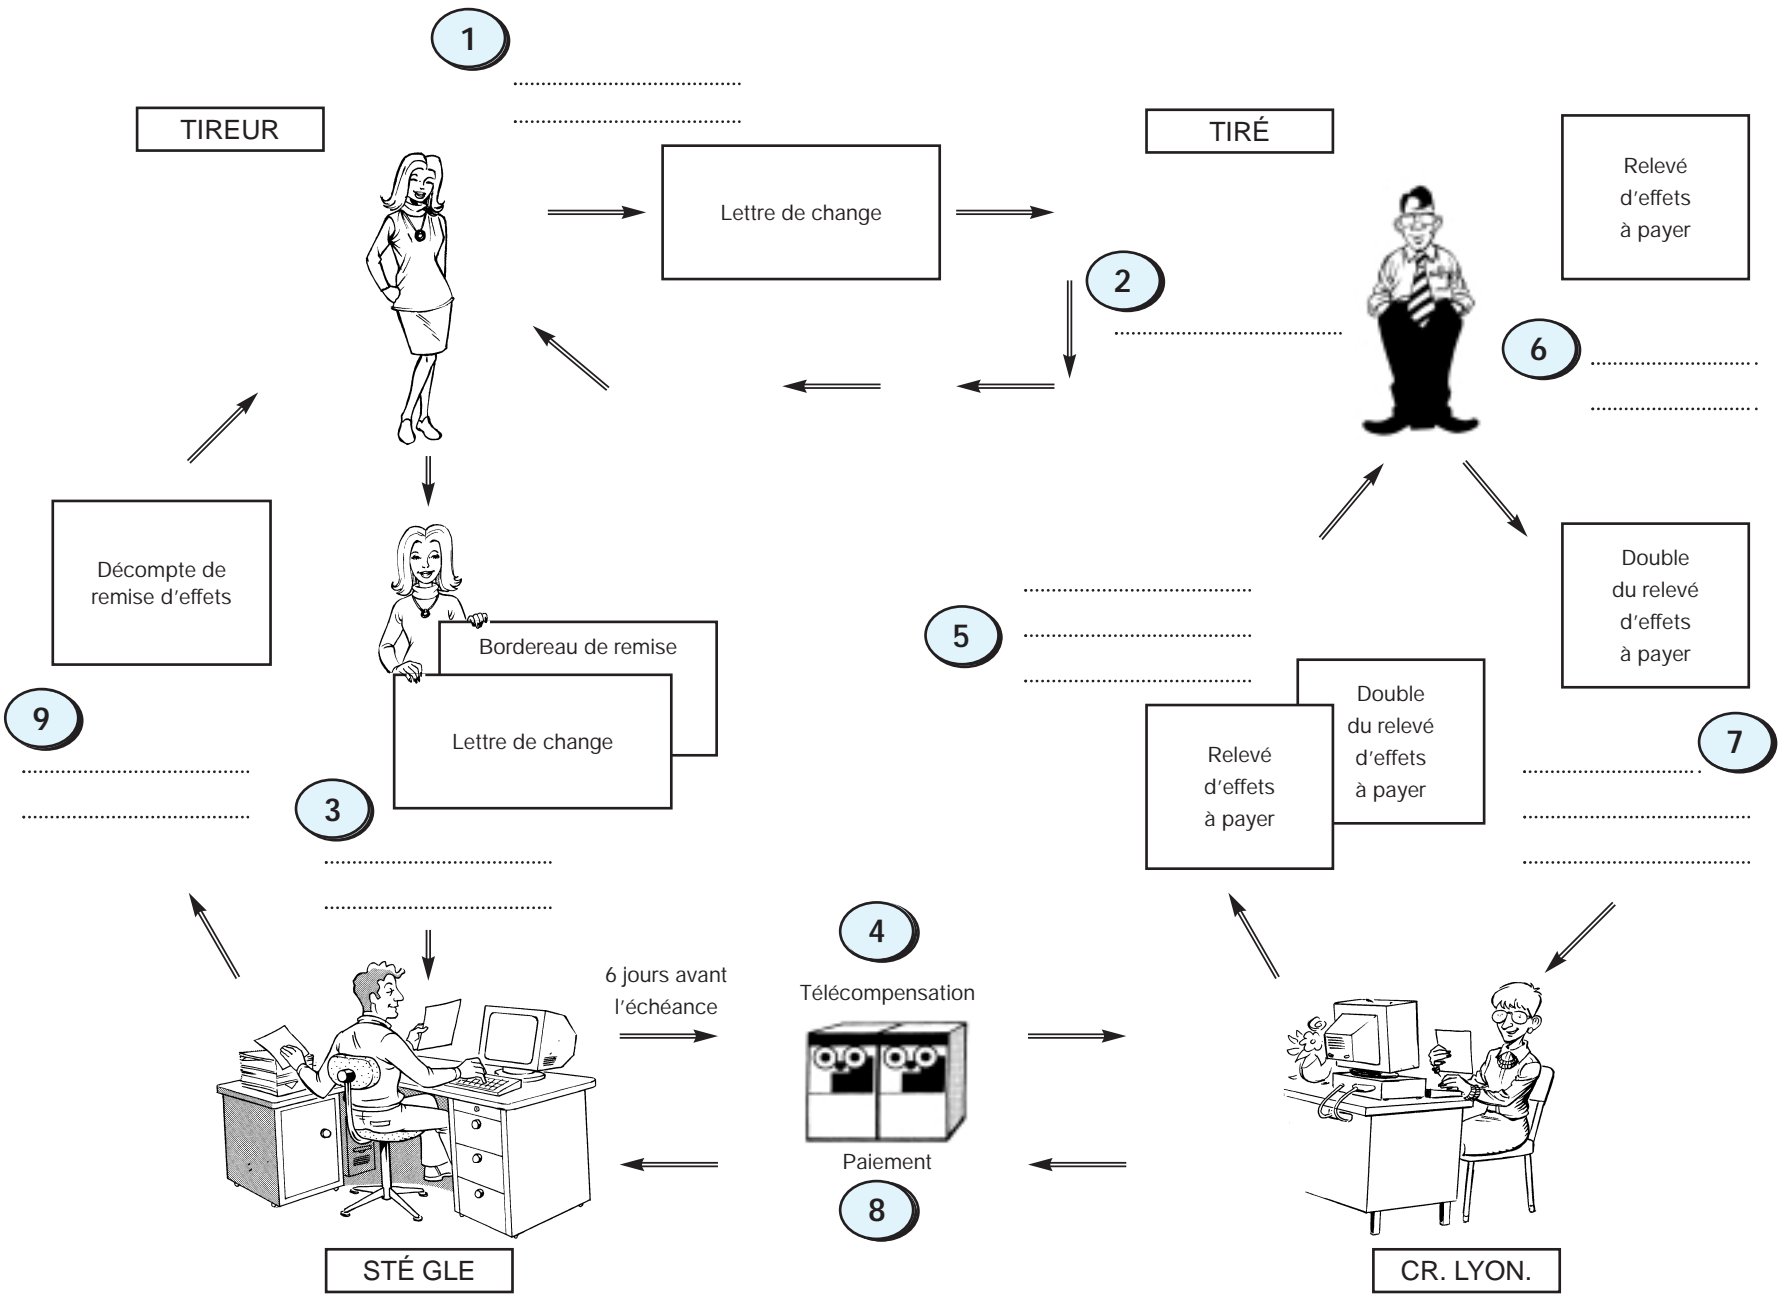 1
TIREUR
TIRÉ
Lettre de change
Relevé
d'effets
à payer
2
6
Décompte de
remise d'effets
Bordereau de remise
Lettre de change
5
Double
du relevé
d'effets
à payer
Double
du relevé
d'effets
à payer
Relevé
d'effets
à payer
9
7
3
4
6 jours avant
l'échéance
Télécompensation
Paiement
8
STÉ GLE
CR. LYON.